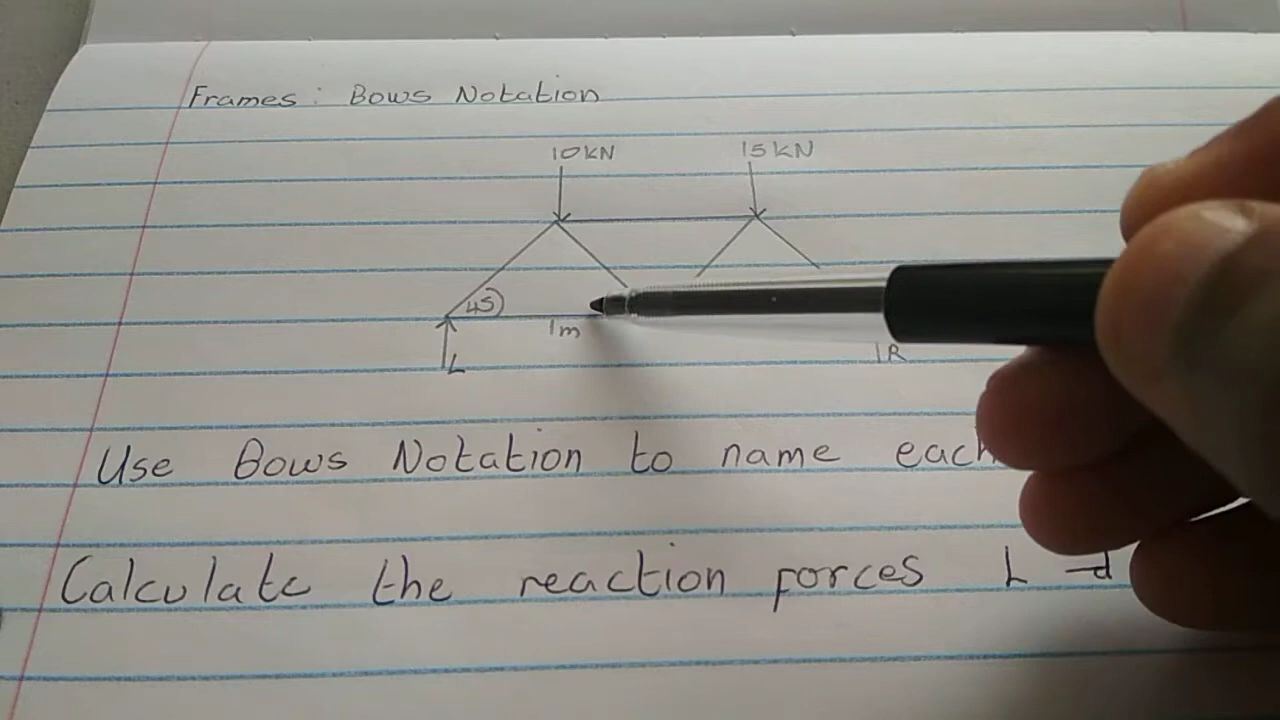 Frames: Bows Notation
10kN 15kN
45
1m
L R
Use Bows Notation to name each
Calculate the reaction forces L